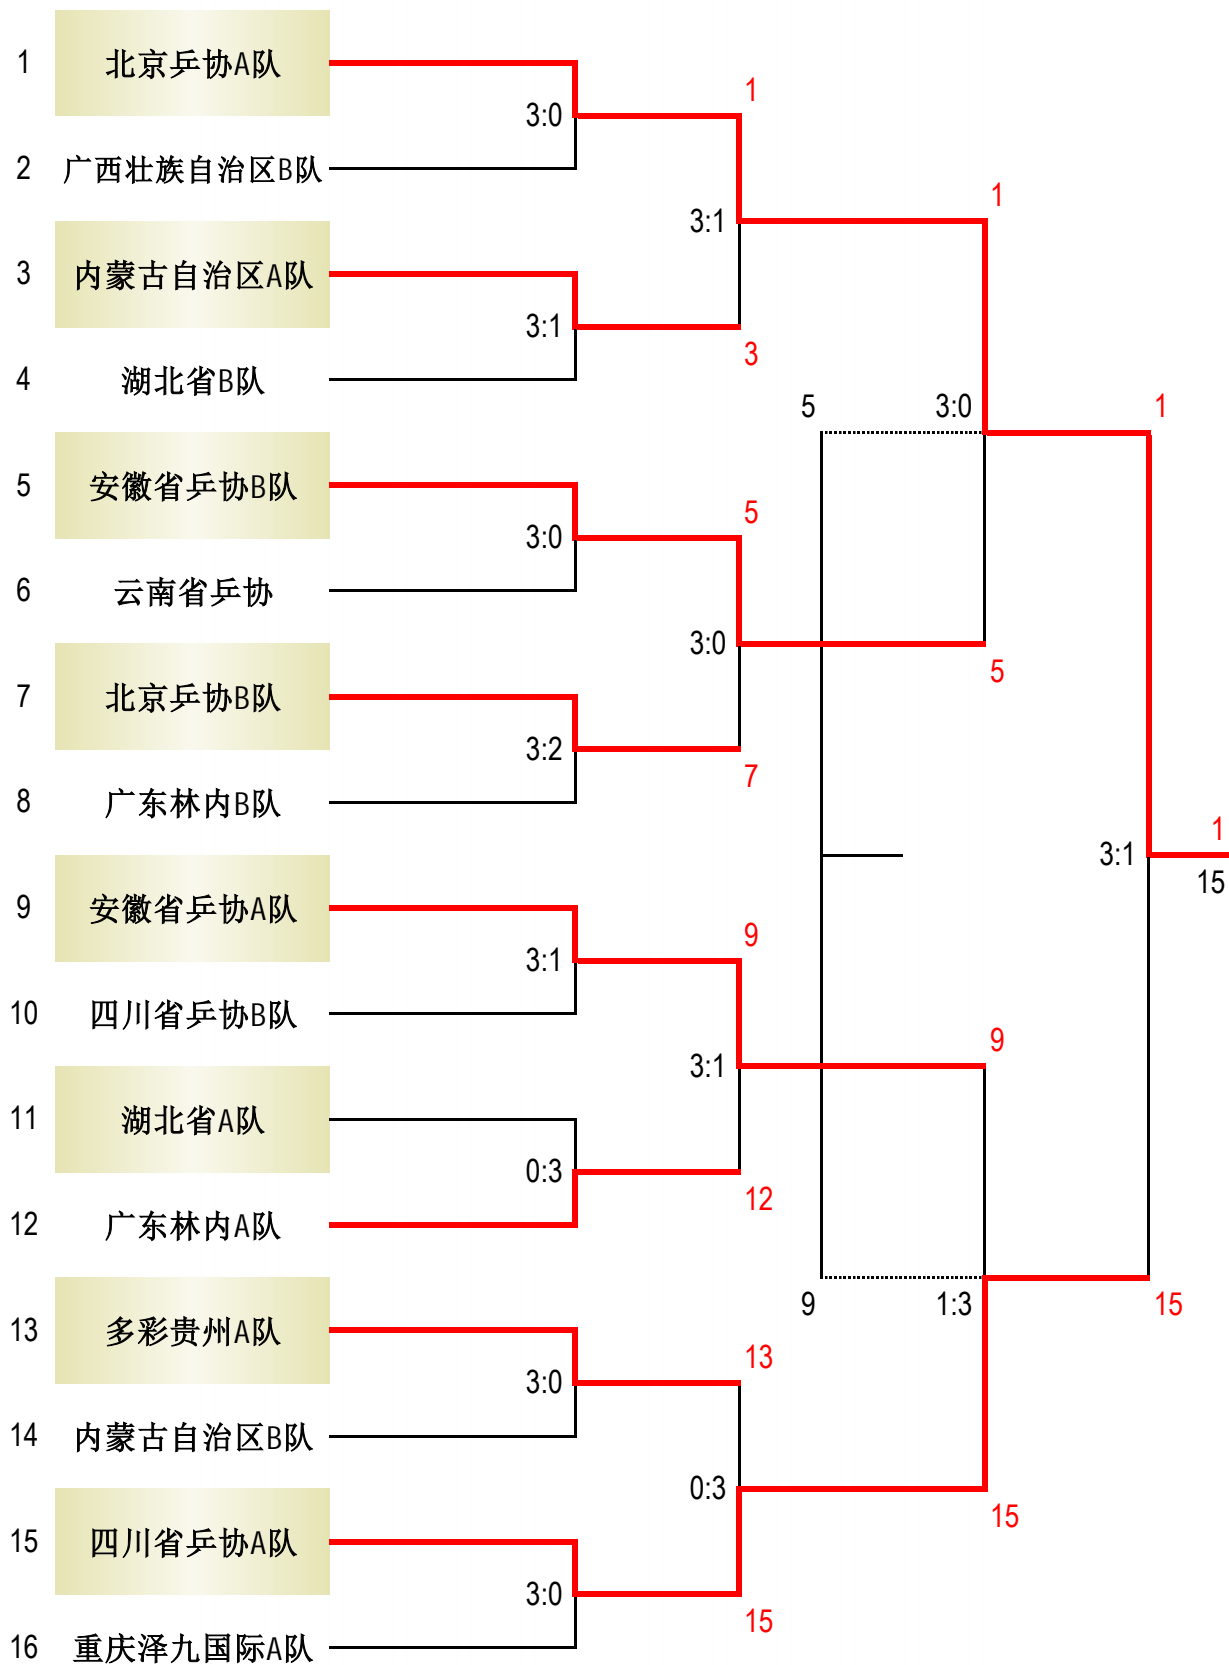 1 北京乒协A队
1
3:0
2 广西壮族自治区B队
1
3:1
3 内蒙古自治区A队
3:1
3
4 湖北省B队
5 3:0 1
5 安徽省乒协B队
5
3:0
6 云南省乒协
3:0
5
7 北京乒协B队
3:2
7
8 广东林内B队
1
3:1
15
9 安徽省乒协A队
9
3:1
10 四川省乒协B队
9
3:1
11 湖北省A队
0:3
12
12 广东林内A队
9 1:3 15
13 多彩贵州A队
13
3:0
14 内蒙古自治区B队
0:3
15
15 四川省乒协A队
3:0
15
16 重庆泽九国际A队